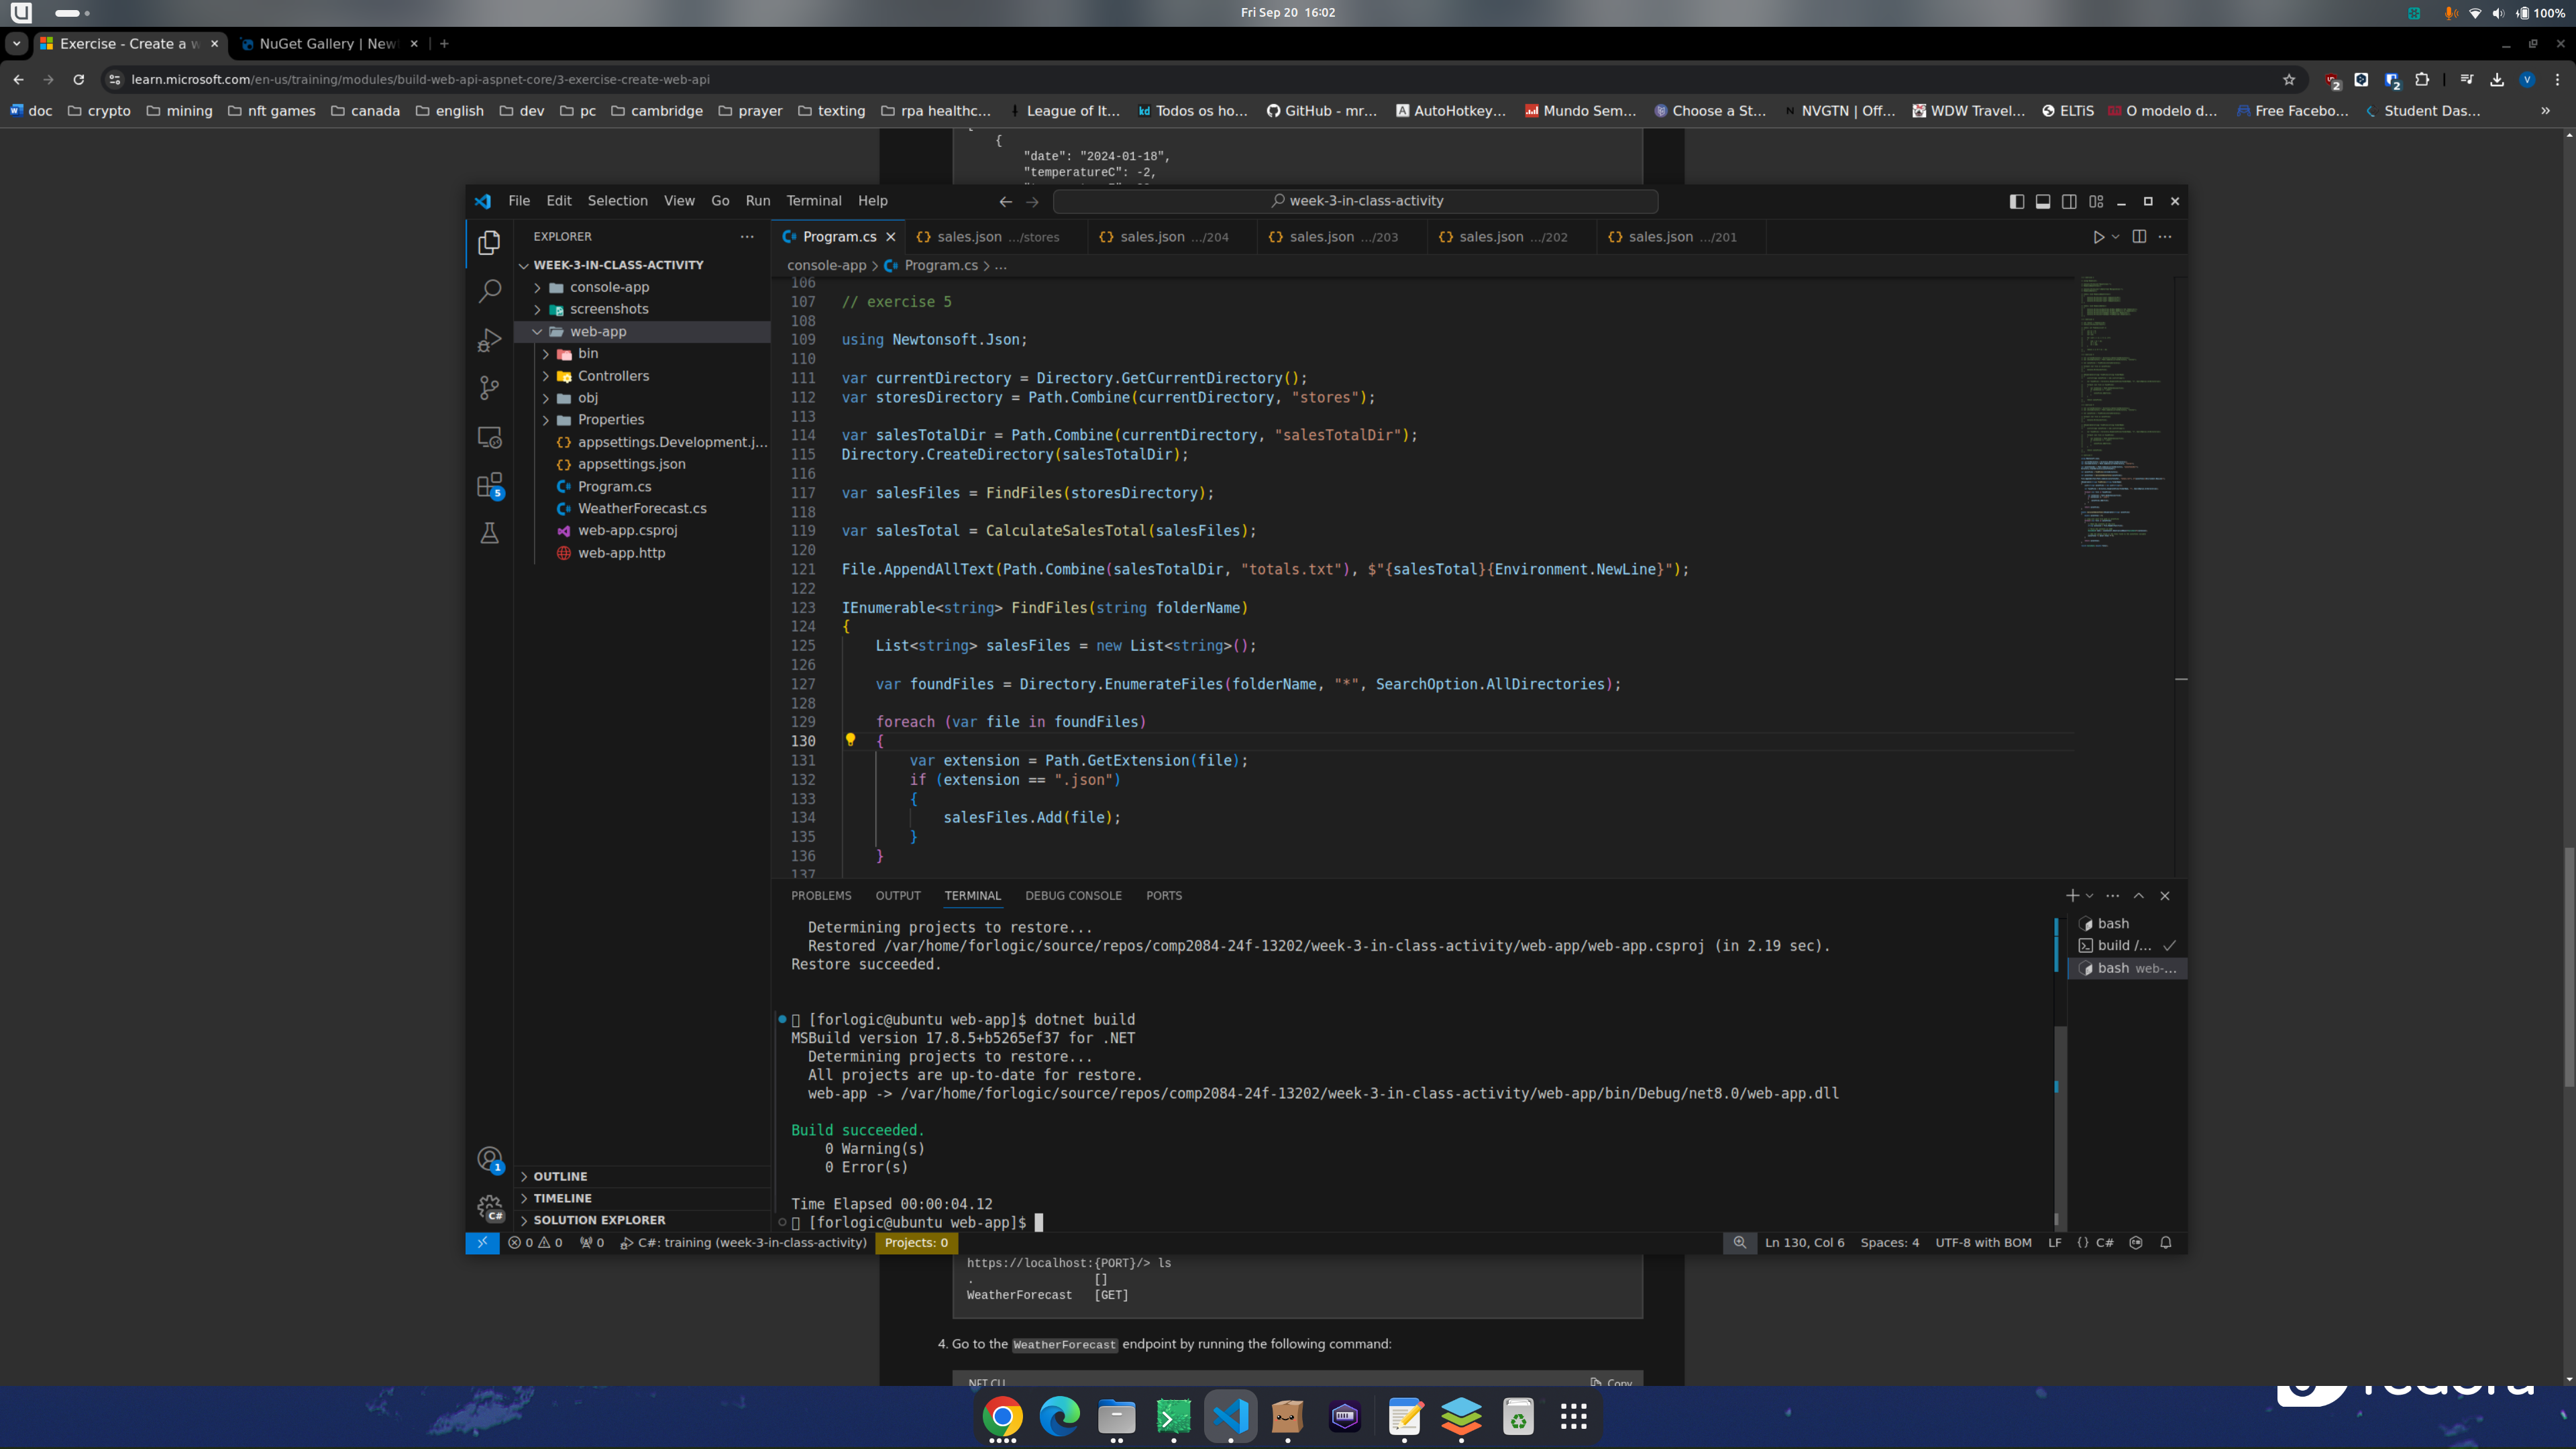 Fri Sep 20 16:02
100%
Exercise - Create a w
NuGet Gallery | New
learn.microsoft.com/en-us/training/modules/build-web-api-aspnet-core/3-exercise-create-web-api
2
2
V
doc
crypto
mining
nft games
canada
english
dev
pc
cambridge
prayer
texting
rpa healthc...
League of It...
Todos os ho...
GitHub - mr...
AutoHotkey...
Mundo Sem...
Choose a St...
NVGTN | Off...
WDW Travel...
ELTiS
O modelo d...
Free Facebo...
Student Das...
{
"date": "2024-01-18",
"temperatureC": -2,
File Edit Selection View Go Run Terminal Help
week-3-in-class-activity
EXPLORER
Program.cs
sales.json .../stores
sales.json .../204
sales.json .../203
sales.json .../202
sales.json .../201
console-app > Program.cs > ...
WEEK-3-IN-CLASS-ACTIVITY
console-app
screenshots
web-app
bin
Controllers
obj
Properties
appsettings.Development.j...
appsettings.json
Program.cs
WeatherForecast.cs
web-app.csproj
web-app.http
5
1
C#
OUTLINE
TIMELINE
SOLUTION EXPLORER
106
107 // exercise 5
108
109 using Newtonsoft.Json;
110
111 var currentDirectory = Directory.GetCurrentDirectory();
112 var storesDirectory = Path.Combine(currentDirectory, "stores");
113
114 var salesTotalDir = Path.Combine(currentDirectory, "salesTotalDir");
115 Directory.CreateDirectory(salesTotalDir);
116
117 var salesFiles = FindFiles(storesDirectory);
118
119 var salesTotal = CalculateSalesTotal(salesFiles);
120
121 File.AppendAllText(Path.Combine(salesTotalDir, "totals.txt"), $"{salesTotal}{Environment.NewLine}");
122
123 IEnumerable<string> FindFiles(string folderName)
124 {
125 List<string> salesFiles = new List<string>();
126
127 var foundFiles = Directory.EnumerateFiles(folderName, "*", SearchOption.AllDirectories);
128
129 foreach (var file in foundFiles)
130 {
131 var extension = Path.GetExtension(file);
132 if (extension == ".json")
133 {
134 salesFiles.Add(file);
135 }
136 }
137
PROBLEMS OUTPUT TERMINAL DEBUG CONSOLE PORTS
bash
build /...
bash web-...
Determining projects to restore...
Restored /var/home/forlogic/source/repos/comp2084-24f-13202/week-3-in-class-activity/web-app/web-app.csproj (in 2.19 sec).
Restore succeeded.
[forlogic@ubuntu web-app]$ dotnet build
MSBuild version 17.8.5+b5265ef37 for .NET
Determining projects to restore...
All projects are up-to-date for restore.
web-app -> /var/home/forlogic/source/repos/comp2084-24f-13202/week-3-in-class-activity/web-app/bin/Debug/net8.0/web-app.dll
Build succeeded.
0 Warning(s)
0 Error(s)
Time Elapsed 00:00:04.12
[forlogic@ubuntu web-app]$
0 0 0 C#: training (week-3-in-class-activity) Projects: 0
Ln 130, Col 6 Spaces: 4 UTF-8 with BOM LF {} C#
https://localhost:{PORT}/> ls
. []
WeatherForecast [GET]
4. Go to the WeatherForecast endpoint by running the following command:
.NET CLI
Copy